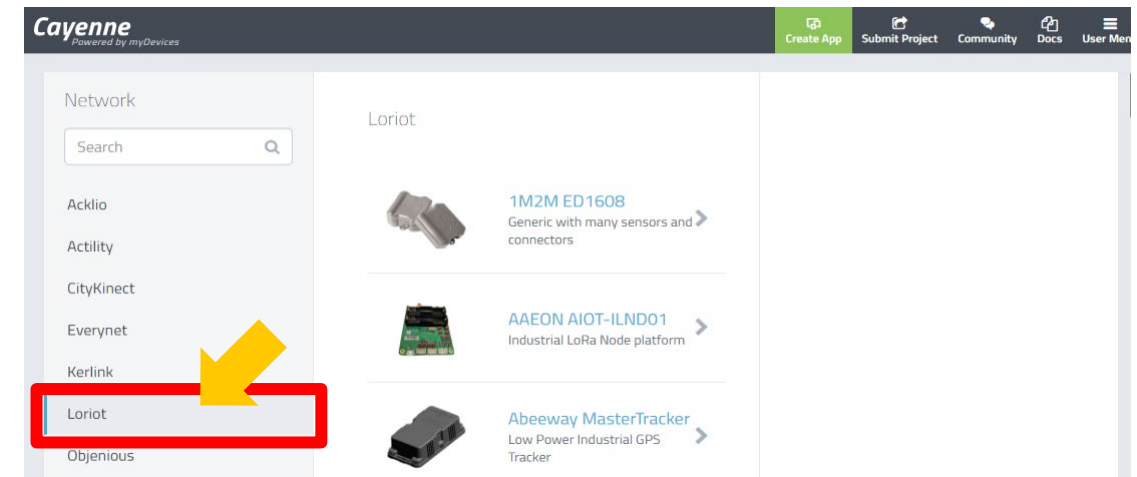 Cayenne
Powered by myDevices
Create App
Submit Project
Community
Docs
User Men
Network
Search
Acklio
Actility
CityKinect
Everynet
Kerlink
Loriot
Objenious
Loriot
1M2M ED1608
Generic with many sensors and
connectors
AAEON AIOT-ILND01
Industrial LoRa Node platform
Abeeway MasterTracker
Low Power Industrial GPS
Tracker